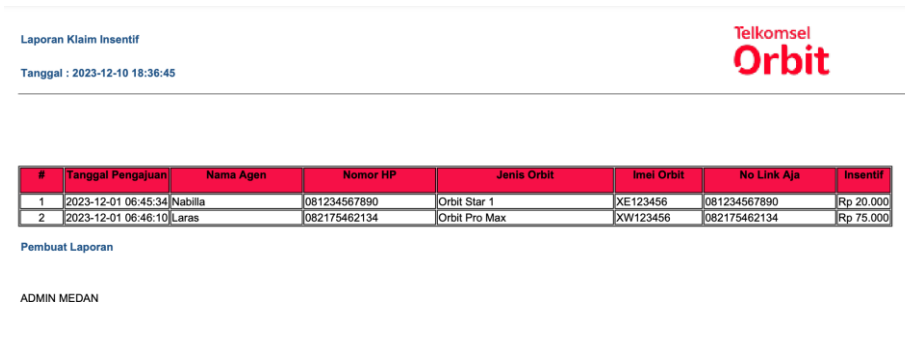 Laporan Klaim Insentif
Telkomsel
Orbit
Tanggal : 2023-12-10 18:36:45
# Tanggal Pengajuan Nama Agen Nomor HP Jenis Orbit Imei Orbit No Link Aja Insentif
1 2023-12-01 06:45:34 Nabilla 081234567890 Orbit Star 1 XE123456 081234567890 Rp 20.000
2 2023-12-01 06:46:10 Laras 082175462134 Orbit Pro Max XW123456 082175462134 Rp 75.000
Pembuat Laporan
ADMIN MEDAN